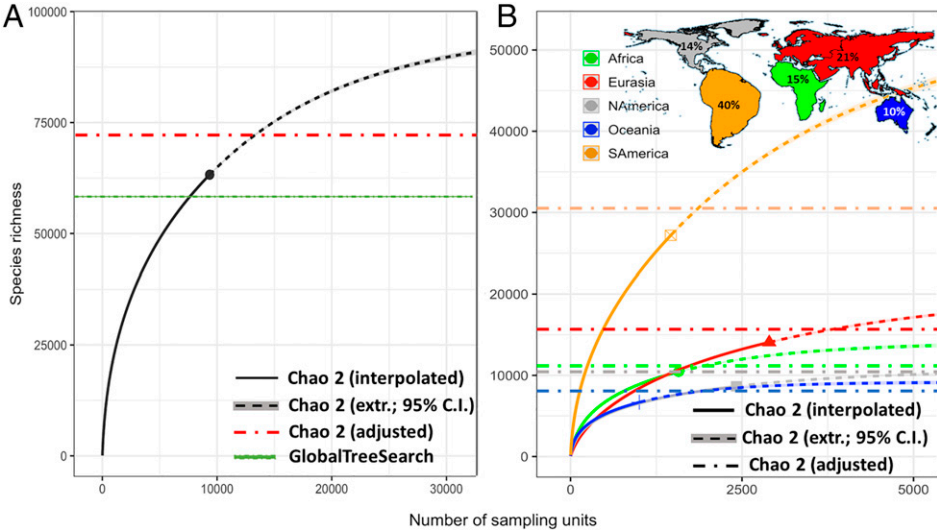 A
Species richness
100000
75000
50000
25000
0
Chao 2 (interpolated)
Chao 2 (extr.; 95% C.I.)
Chao 2 (adjusted)
GlobalTreeSearch
0
10000
20000
30000
B
50000
40000
30000
20000
10000
0
Africa
Eurasia
NAmerica
Oceania
SAmerica
14%
21%
15%
40%
10%
Chao 2 (interpolated)
Chao 2 (extr.; 95% C.I.)
Chao 2 (adjusted)
0
2500
5000
Number of sampling units